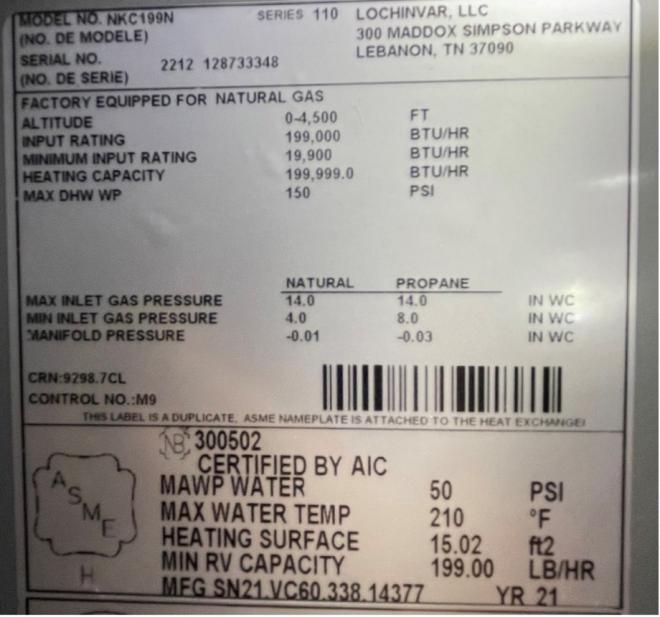 MODEL NO. NKC199N SERIES 110 LOCHINVAR, LLC
(NO. DE MODELE) 300 MADDOX SIMPSON PARKWAY
SERIAL NO. 2212 128733348 LEBANON, TN 37090
(NO. DE SERIE)
FACTORY EQUIPPED FOR NATURAL GAS
ALTITUDE 0-4,500 FT
INPUT RATING 199,000 BTU/HR
MINIMUM INPUT RATING 19,900 BTU/HR
HEATING CAPACITY 199,999.0 BTU/HR
MAX DHW WP 150 PSI
NATURAL PROPANE
MAX INLET GAS PRESSURE 14.0 14.0 IN WC
MIN INLET GAS PRESSURE 4.0 8.0 IN WC
MANIFOLD PRESSURE -0.01 -0.03 IN WC
CRN:9298.7CL
CONTROL NO.:M9
THIS LABEL IS A DUPLICATE, ASME NAMEPLATE IS ATTACHED TO THE HEAT EXCHANGE
NB 300502
CERTIFIED BY AIC
ASME
H
MAWP WATER 50 PSI
MAX WATER TEMP 210 °F
HEATING SURFACE 15.02 ft2
MIN RV CAPACITY 199.00 LB/HR
MFG SN21.VC60.338.14377 YR 21